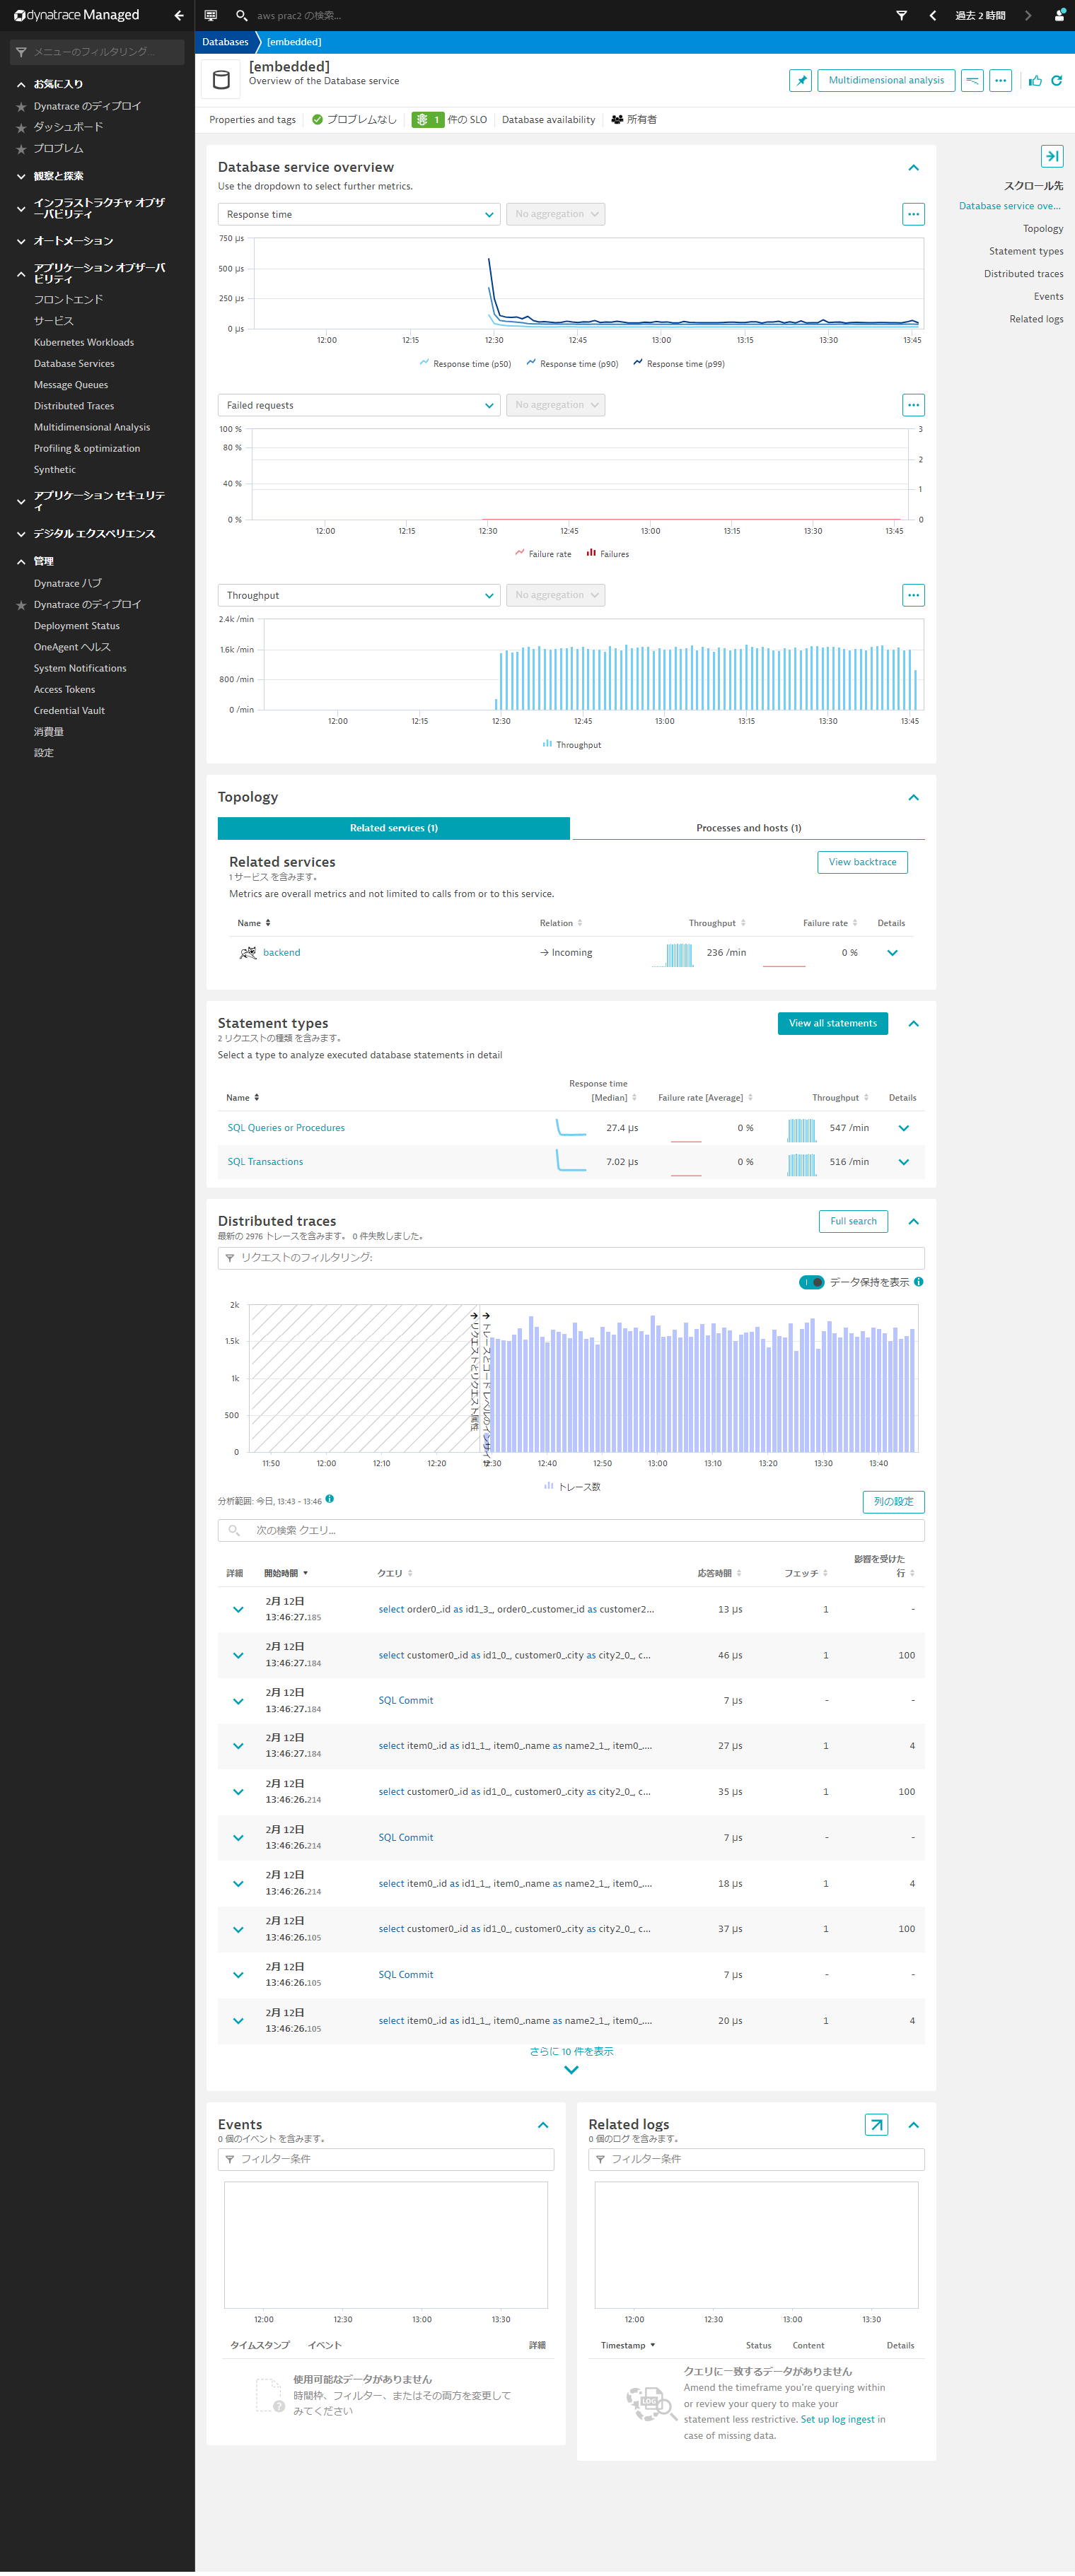 dynatrace Managed
aws prac2 の検索...
過去 2 時間
メニューのフィルタリング...
お気に入り
Dynatrace のディプロイ
ダッシュボード
プロブレム
観察と探索
インフラストラクチャ オブザ
ーバビリティ
オートメーション
アプリケーション オブザーバ
ビリティ
フロントエンド
サービス
Kubernetes Workloads
Database Services
Message Queues
Distributed Traces
Multidimensional Analysis
Profiling & optimization
Synthetic
アプリケーション セキュリテ
ィ
デジタル エクスペリエンス
管理
Dynatrace ハブ
Dynatrace のディプロイ
Deployment Status
OneAgent ヘルス
System Notifications
Access Tokens
Credential Vault
消費量
設定
Databases [embedded]
[embedded]
Overview of the Database service
Multidimensional analysis
Properties and tags プロブレムなし 1 件の SLO Database availability 所有者
スクロール先
Database service ove...
Topology
Statement types
Distributed traces
Events
Related logs
Database service overview
Use the dropdown to select further metrics.
Response time No aggregation
750 µs
500 µs
250 µs
0 µs
12:00 12:15 12:30 12:45 13:00 13:15 13:30 13:45
Response time (p50) Response time (p90) Response time (p99)
Failed requests No aggregation
100 % 3
80 %
2
40 %
1
0 % 0
12:00 12:15 12:30 12:45 13:00 13:15 13:30 13:45
Failure rate Failures
Throughput No aggregation
2.4k /min
1.6k /min
800 /min
0 /min
12:00 12:15 12:30 12:45 13:00 13:15 13:30 13:45
Throughput
Topology
Related services (1) Processes and hosts (1)
Related services
View backtrace
1 サービス を含みます。
Metrics are overall metrics and not limited to calls from or to this service.
Name Relation Throughput Failure rate Details
backend → Incoming 236 /min 0 %
Statement types
View all statements
2 リクエストの種類 を含みます。
Select a type to analyze executed database statements in detail
Response time
Name [Median] Failure rate [Average] Throughput Details
SQL Queries or Procedures 27.4 µs 0 % 547 /min
SQL Transactions 7.02 µs 0 % 516 /min
Distributed traces
Full search
最新の 2976 トレースを含みます。 0 件失敗しました。
リクエストのフィルタリング:
データ保持を表示
2k
1.5k
1k
500
0
→ リクエストとリクエスト属性
→ トレースとコード レベルのインサイト
11:50 12:00 12:10 12:20 12:30 12:40 12:50 13:00 13:10 13:20 13:30 13:40
トレース数
分析範囲: 今日, 13:43 - 13:46
列の設定
次の検索 クエリ...
影響を受けた
詳細 開始時間 クエリ 応答時間 フェッチ 行
2月 12日
13:46:27.185 select order0_.id as id1_3_, order0_.customer_id as customer2... 13 µs 1 -
2月 12日
13:46:27.184 select customer0_.id as id1_0_, customer0_.city as city2_0_, c... 46 µs 1 100
2月 12日
13:46:27.184 SQL Commit 7 µs - -
2月 12日
13:46:27.184 select item0_.id as id1_1_, item0_.name as name2_1_, item0_.... 27 µs 1 4
2月 12日
13:46:26.214 select customer0_.id as id1_0_, customer0_.city as city2_0_, c... 35 µs 1 100
2月 12日
13:46:26.214 SQL Commit 7 µs - -
2月 12日
13:46:26.214 select item0_.id as id1_1_, item0_.name as name2_1_, item0_.... 18 µs 1 4
2月 12日
13:46:26.105 select customer0_.id as id1_0_, customer0_.city as city2_0_, c... 37 µs 1 100
2月 12日
13:46:26.105 SQL Commit 7 µs - -
2月 12日
13:46:26.105 select item0_.id as id1_1_, item0_.name as name2_1_, item0_.... 20 µs 1 4
さらに 10 件を表示
Events
0 個のイベント を含みます。
フィルター条件
12:00 12:30 13:00 13:30
タイムスタンプ イベント 詳細
使用可能なデータがありません
時間枠、フィルター、またはその両方を変更して
みてください
Related logs
0 個のログ を含みます。
フィルター条件
12:00 12:30 13:00 13:30
Timestamp Status Content Details
LOG
クエリに一致するデータがありません
Amend the timeframe you're querying within
or review your query to make your
statement less restrictive. Set up log ingest in
case of missing data.